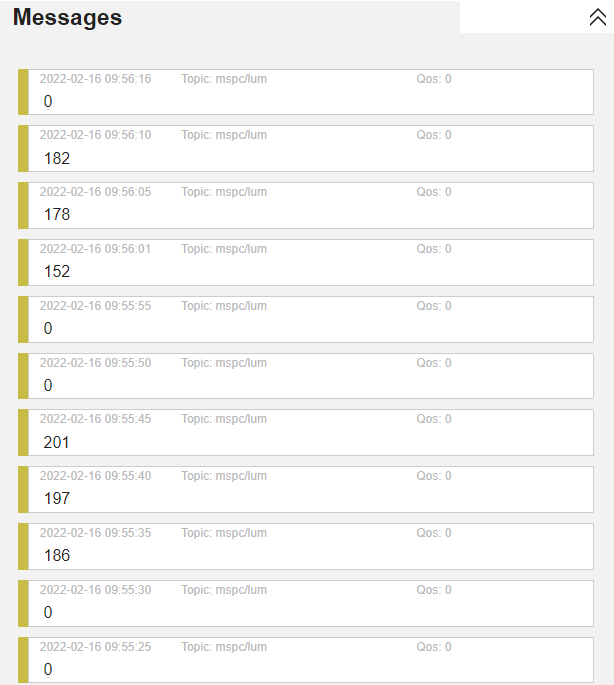 Messages
2022-02-16 09:56:16 Topic: mspc/lum Qos: 0
0
2022-02-16 09:56:10 Topic: mspc/lum Qos: 0
182
2022-02-16 09:56:05 Topic: mspc/lum Qos: 0
178
2022-02-16 09:56:01 Topic: mspc/lum Qos: 0
152
2022-02-16 09:55:55 Topic: mspc/lum Qos: 0
0
2022-02-16 09:55:50 Topic: mspc/lum Qos: 0
0
2022-02-16 09:55:45 Topic: mspc/lum Qos: 0
201
2022-02-16 09:55:40 Topic: mspc/lum Qos: 0
197
2022-02-16 09:55:35 Topic: mspc/lum Qos: 0
186
2022-02-16 09:55:30 Topic: mspc/lum Qos: 0
0
2022-02-16 09:55:25 Topic: mspc/lum Qos: 0
0